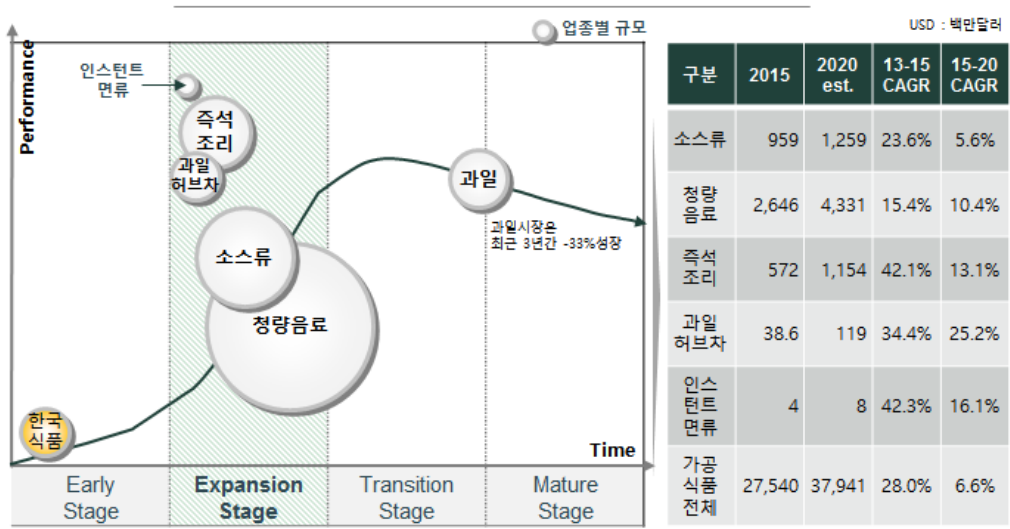 업종별 규모
USD : 백만달러
Performance
인스턴트
면류
즉석
조리
과일
허브차
과일
과일시장은
최근 3년간 -33%성장
소스류
청량음료
한국
식품
Time
Early
Stage
Expansion
Stage
Transition
Stage
Mature
Stage
구분 2015 2020 est. 13-15 CAGR 15-20 CAGR
소스류 959 1,259 23.6% 5.6%
청량 음료 2,646 4,331 15.4% 10.4%
즉석 조리 572 1,154 42.1% 13.1%
과일 허브차 38.6 119 34.4% 25.2%
인스 턴트 면류 4 8 42.3% 16.1%
가공 식품 전체 27,540 37,941 28.0% 6.6%